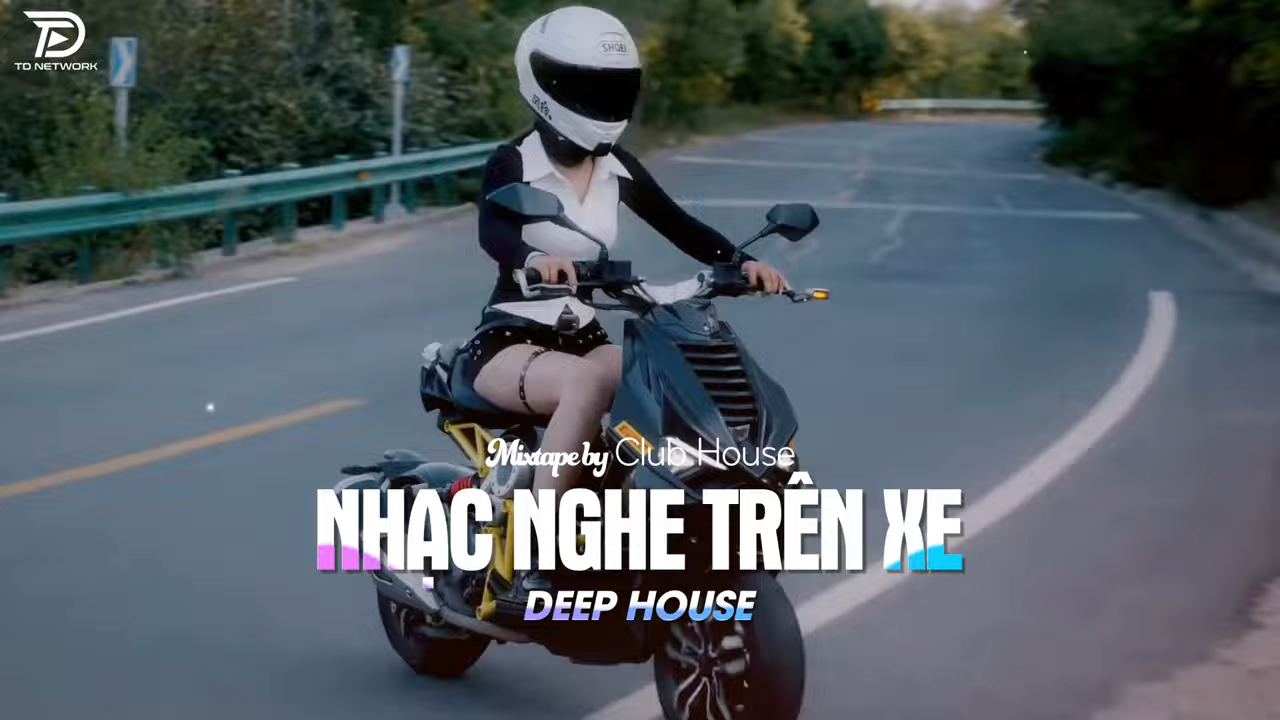 TD NETWORK
SHOEI
Mixtape by Club House
NHẠC NGHE TRÊN XE
DEEP HOUSE